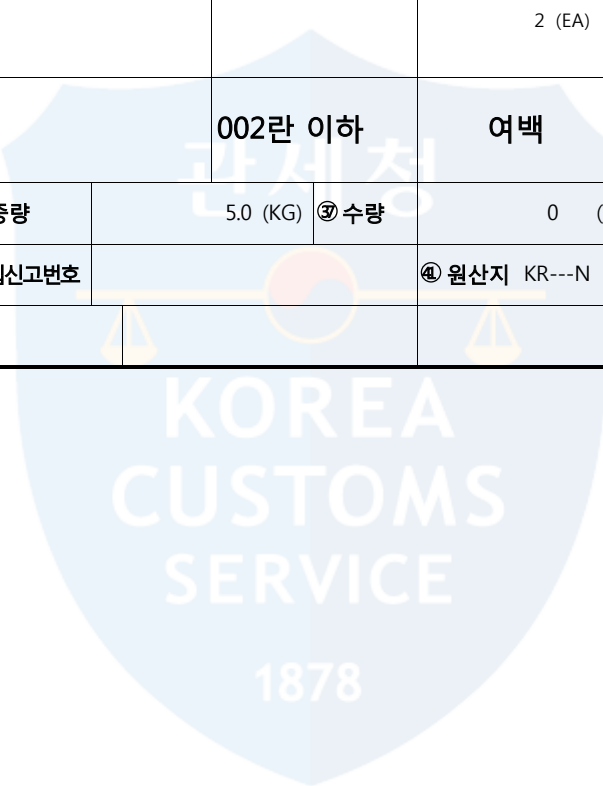 2 (EA)
002란 이하 여백
중량 5.0 (KG) ㊲ 수량 0 (
신고번호 ㊶ 원산지 KR---N
관세청
KOREA
CUSTOMS
SERVICE
1878